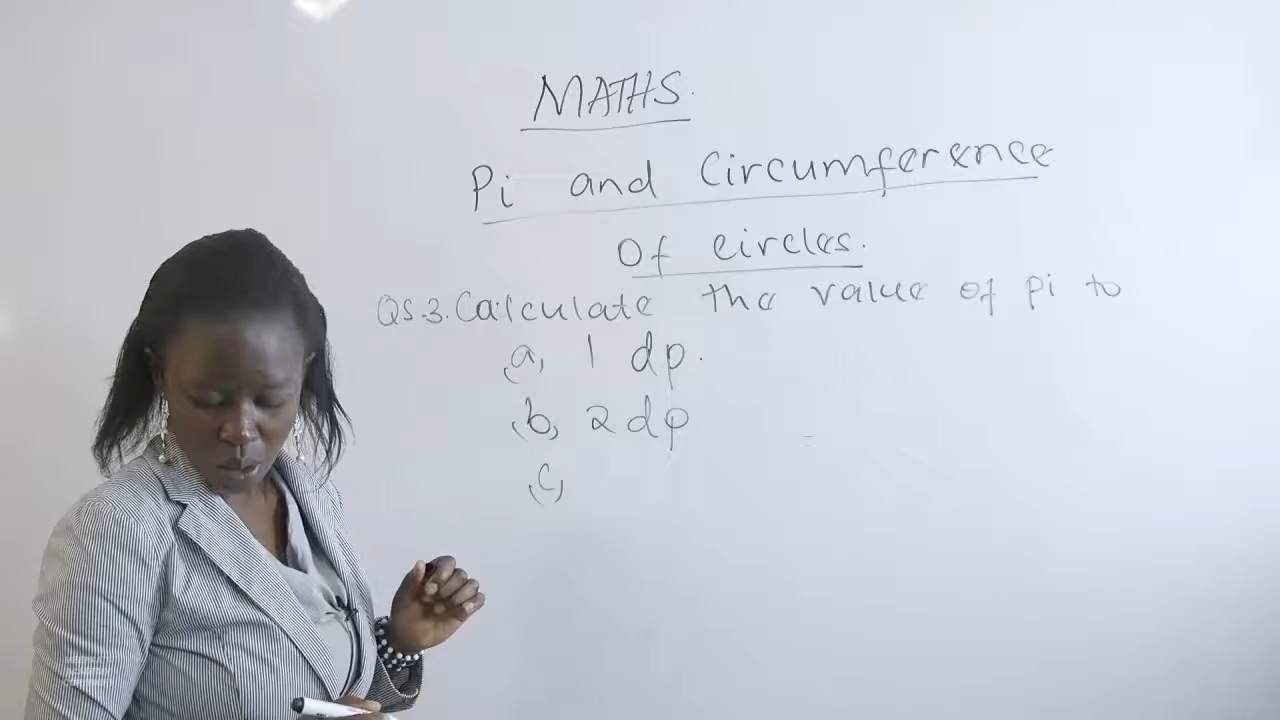 MATHS.
Pi and Circumference
Of circles.
QS.3. Calculate the value of pi to
(a, 1 dp.
(b, 2 dp
(c,